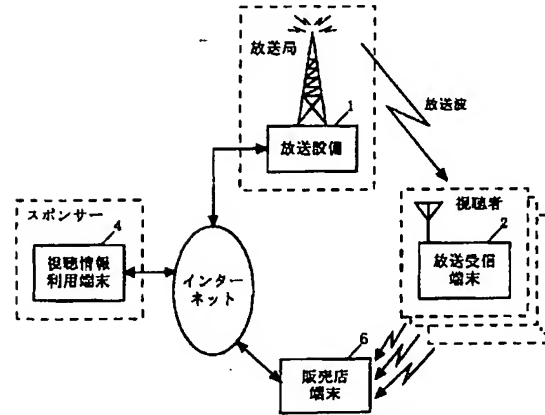 放送局
1
放送設備
放送波
スポンサー
4
視聴情報
利用端末
インター
ネット
視聴者
2
放送受信
端末
6
販売店
端末